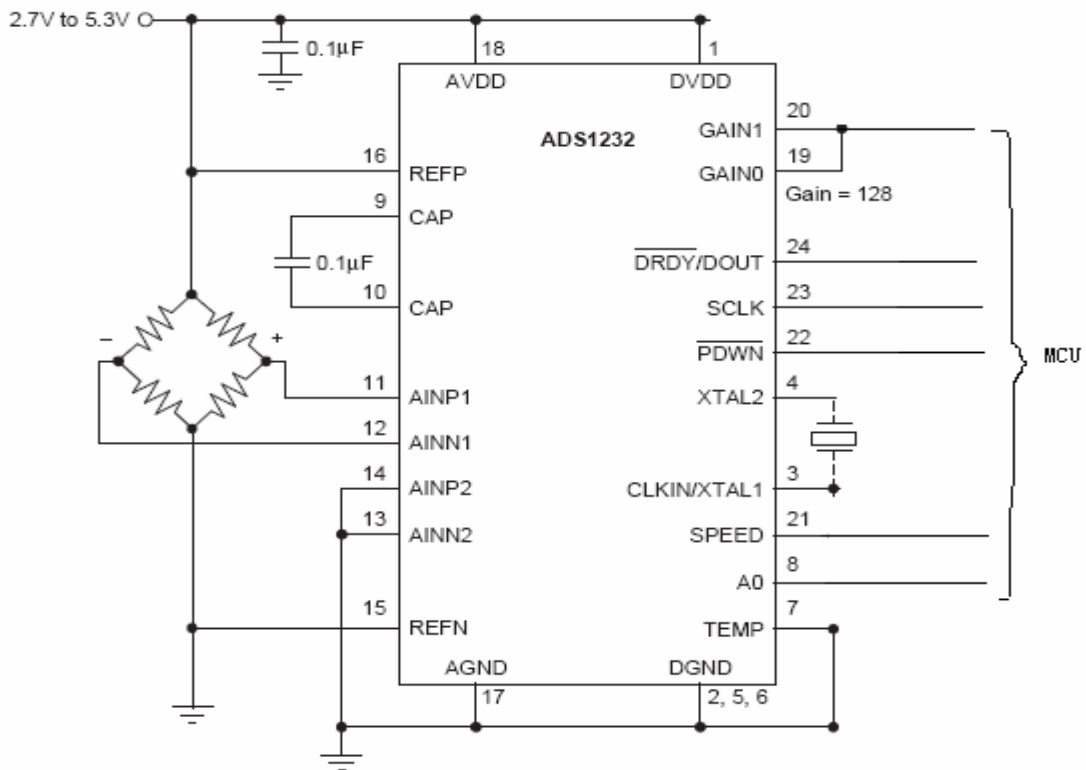 2.7V to 5.3V
0.1µF
18
1
AVDD
DVDD
ADS1232
20
GAIN1
19
GAIN0
Gain = 128
16
REFP
9
CAP
0.1µF
10
CAP
24
DRDY/DOUT
23
SCLK
22
PDWN
MCU
4
XTAL2
− +
11
AINP1
12
AINN1
14
AINP2
13
AINN2
3
CLKIN/XTAL1
21
SPEED
8
A0
15
REFN
7
TEMP
AGND
DGND
17
2, 5, 6